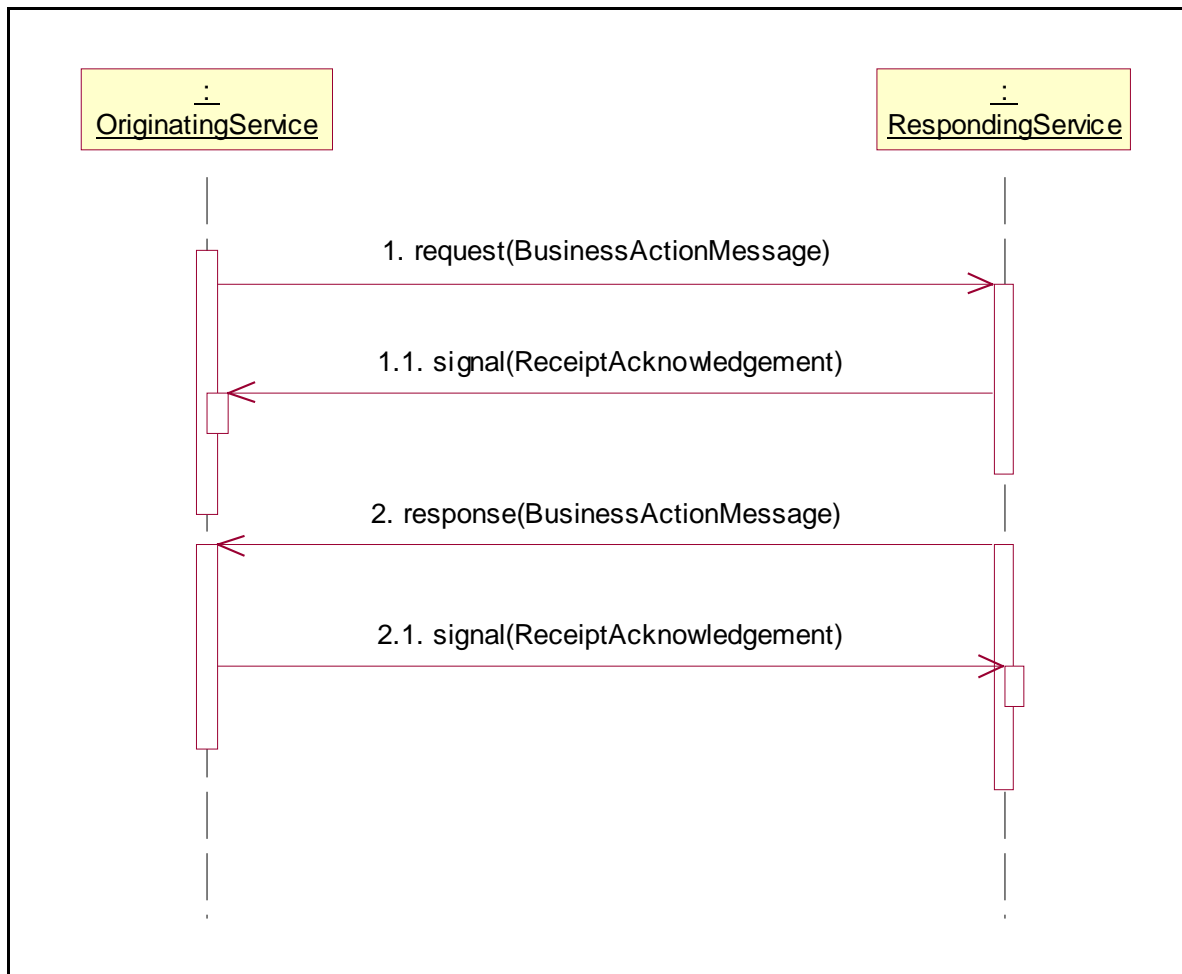 :
OriginatingService
:
RespondingService
1. request(BusinessActionMessage)
1.1. signal(ReceiptAcknowledgement)
2. response(BusinessActionMessage)
2.1. signal(ReceiptAcknowledgement)